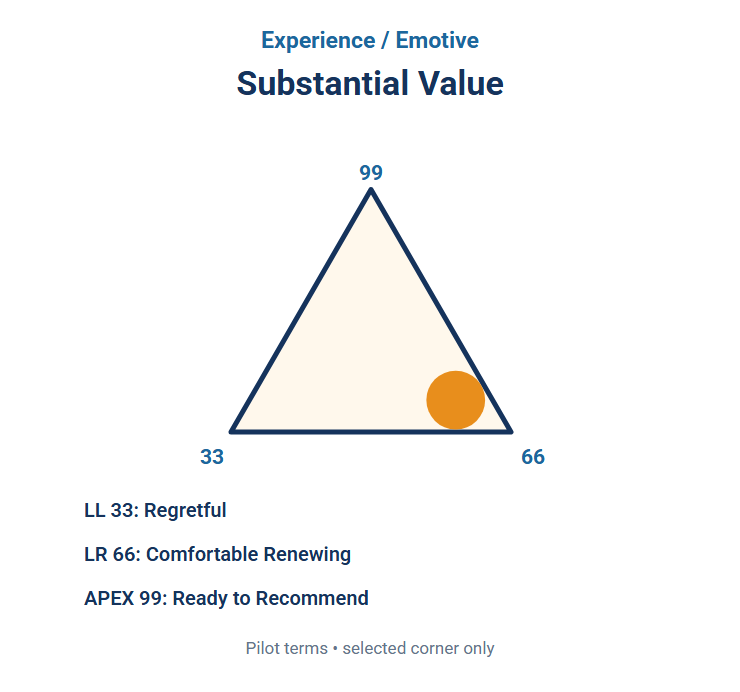 Experience / Emotive
Substantial Value
99
33
66
LL 33: Regretful
LR 66: Comfortable Renewing
APEX 99: Ready to Recommend
Pilot terms • selected corner only